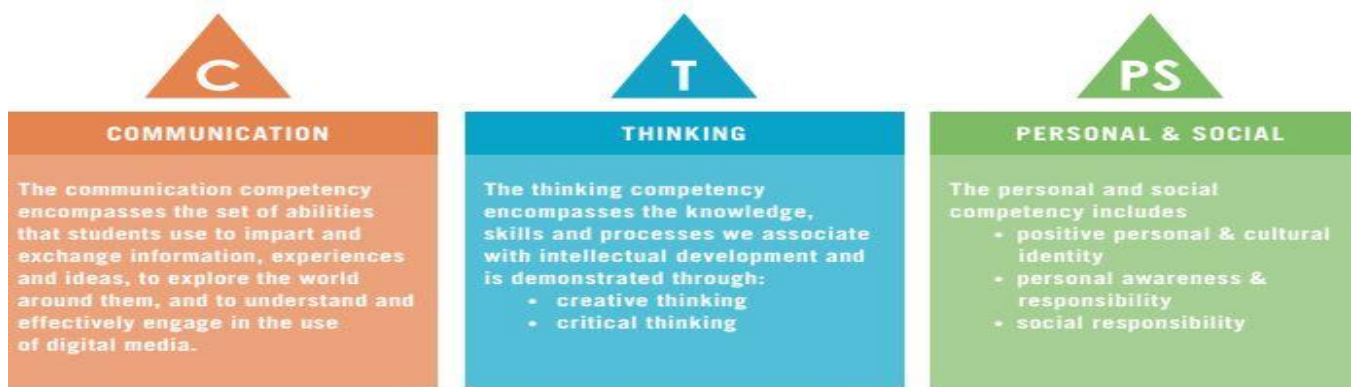 C
COMMUNICATION
The communication competency
encompasses the set of abilities
that students use to impart and
exchange information, experiences
and ideas, to explore the world
around them, and to understand and
effectively engage in the use
of digital media.
T
THINKING
The thinking competency
encompasses the knowledge,
skills and processes we associate
with intellectual development and
is demonstrated through:
• creative thinking
• critical thinking
PS
PERSONAL & SOCIAL
The personal and social
competency includes
• positive personal & cultural
identity
• personal awareness &
responsibility
• social responsibility